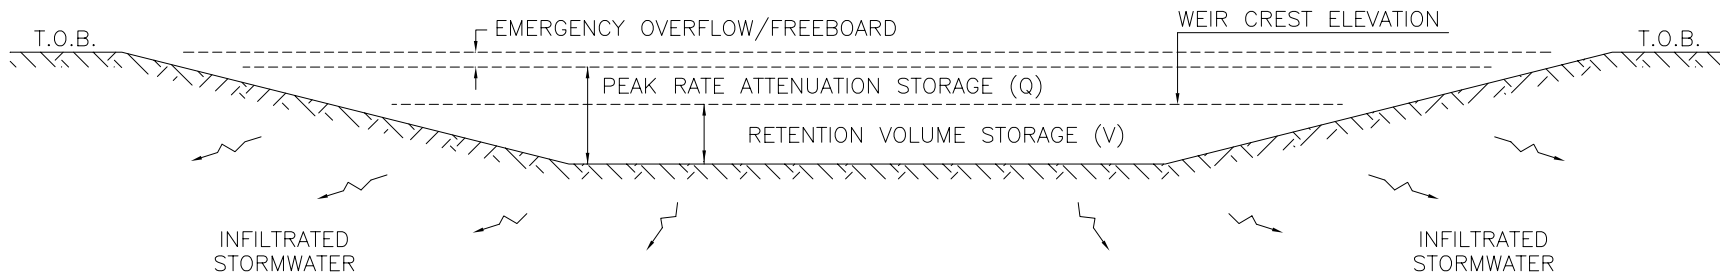 WEIR CREST ELEVATION
EMERGENCY OVERFLOW/FREEBOARD
T.O.B.
T.O.B.
PEAK RATE ATTENUATION STORAGE (Q)
RETENTION VOLUME STORAGE (V)
INFILTRATED
STORMWATER
INFILTRATED
STORMWATER